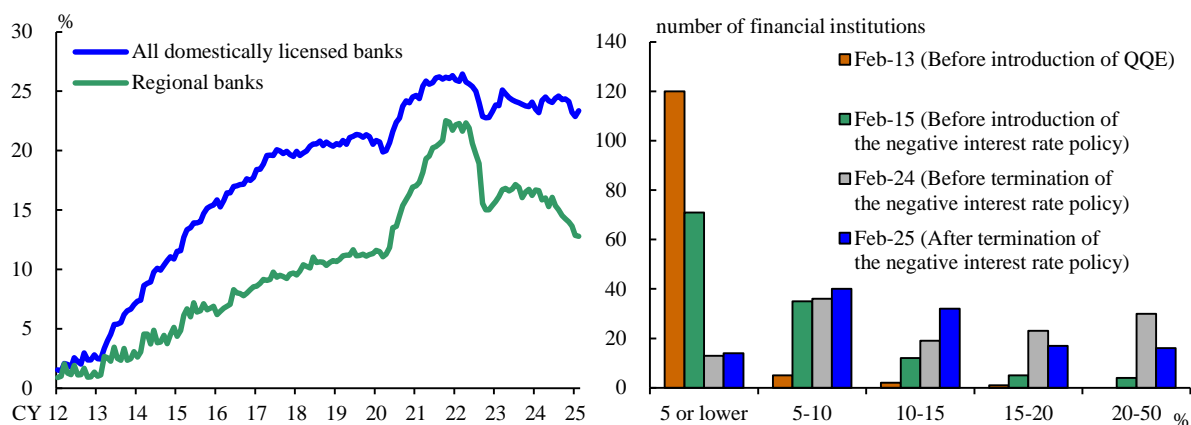 %
30
25
20
15
10
5
0
All domestically licensed banks
Regional banks
CY 12 13 14 15 16 17 18 19 20 21 22 23 24 25
number of financial institutions
140
120
100
80
60
40
20
0
Feb-13 (Before introduction of QQE)
Feb-15 (Before introduction of
the negative interest rate policy)
Feb-24 (Before termination of
the negative interest rate policy)
Feb-25 (After termination of
the negative interest rate policy)
5 or lower 5-10 10-15 15-20 20-50 %